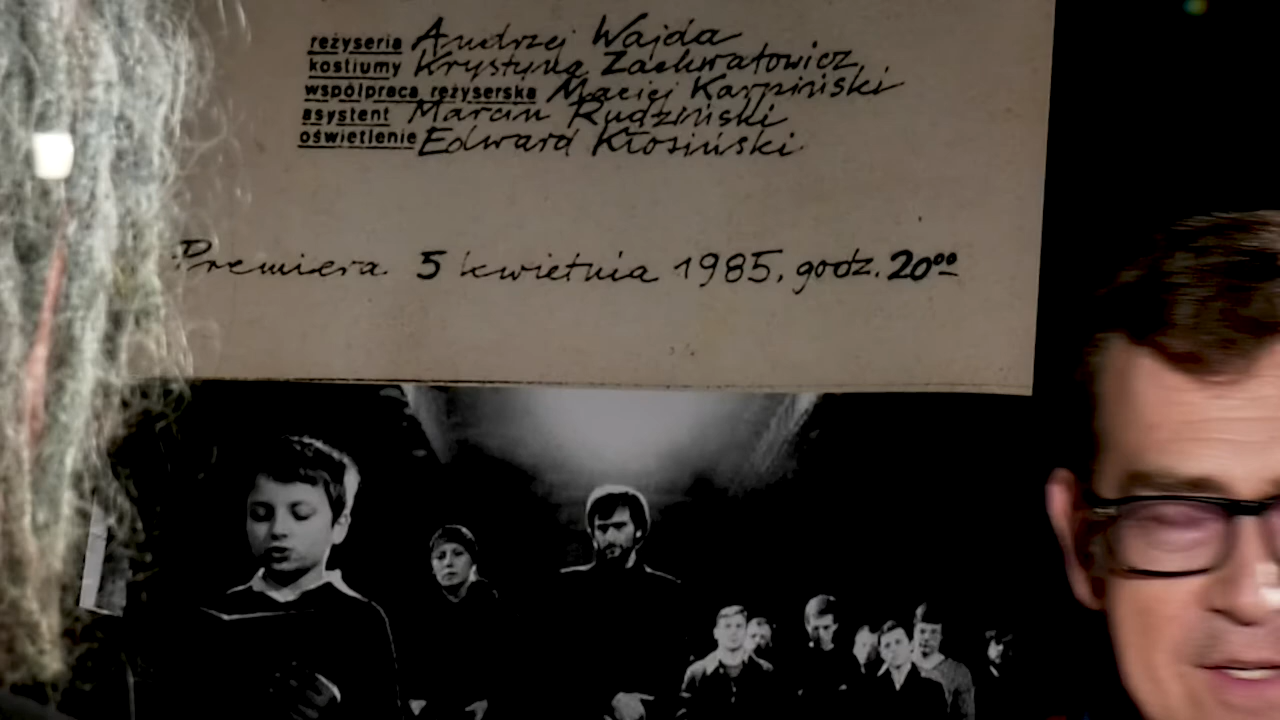 reżyseria Andrzej Wajda
kostiumy Krystyna Zachwatowicz
współpraca reżyserska Maciej Karpiński
asystent Marcin Rudziński
oświetlenie Edward Kłosiński
Premiera 5 kwietnia 1985, godz. 20⁰⁰